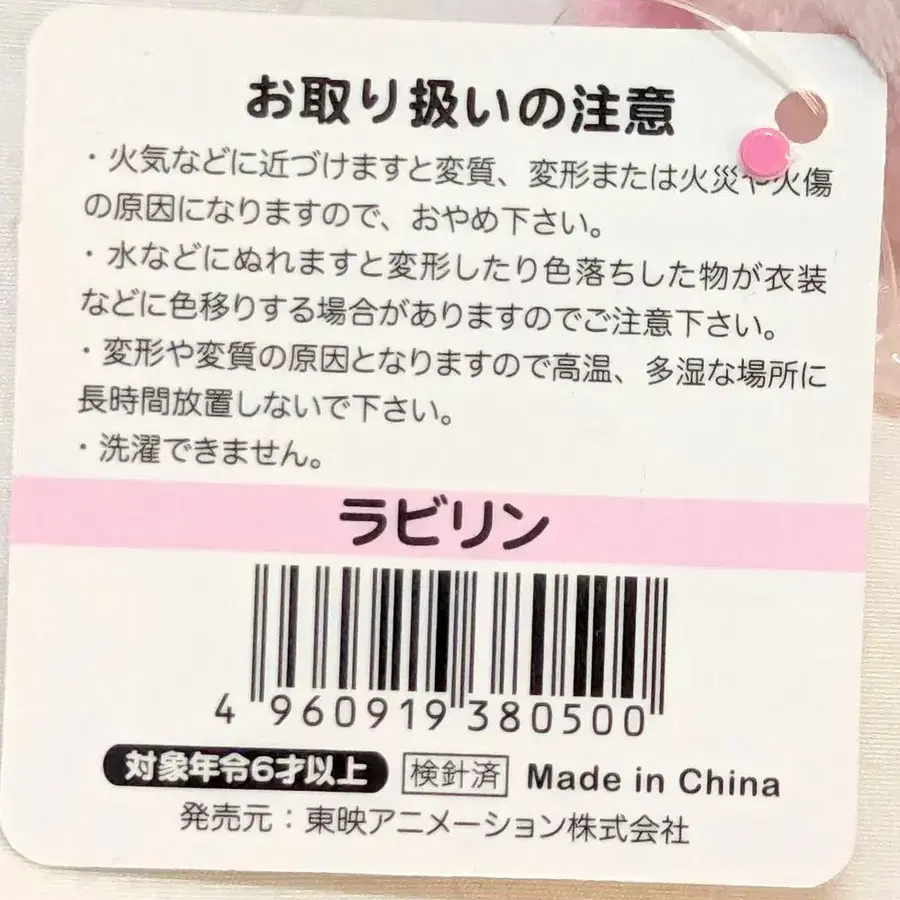 お取り扱いの注意
・火気などに近づけますと変質、変形または火災や火傷
の原因になりますので、おやめ下さい。
・水などにぬれますと変形したり色落ちした物が衣装
などに色移りする場合がありますのでご注意下さい。
・変形や変質の原因となりますので高温、多湿な場所に
長時間放置しないで下さい。
・洗濯できません。
ラビリン
4 960919 380500
対象年令6才以上 検針済 Made in China
発売元：東映アニメーション株式会社